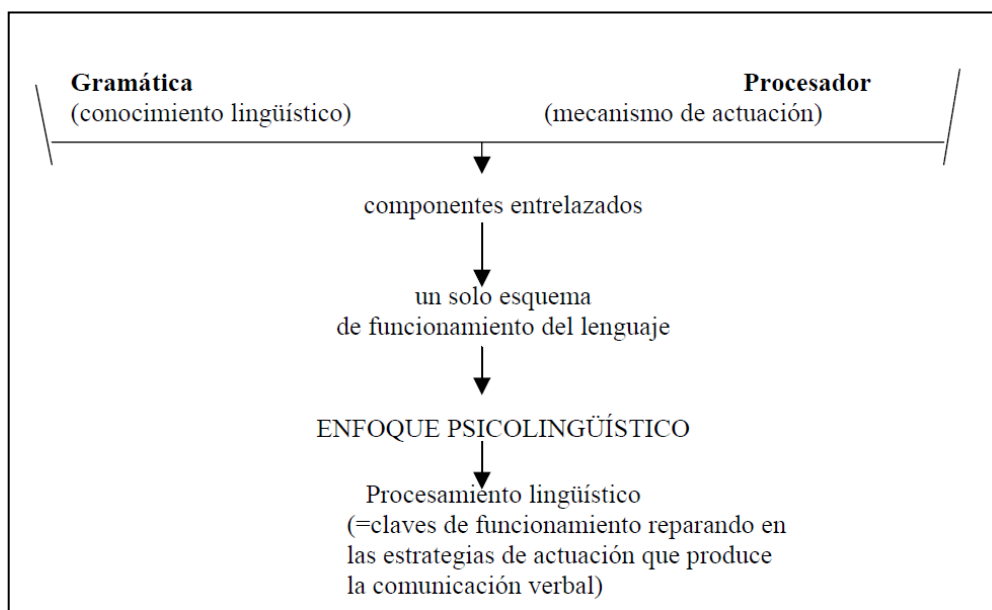 Gramática Procesador
(conocimiento lingüístico) (mecanismo de actuación)
componentes entrelazados
un solo esquema
de funcionamiento del lenguaje
ENFOQUE PSICOLINGÜÍSTICO
Procesamiento lingüístico
(=claves de funcionamiento reparando en
las estrategias de actuación que produce
la comunicación verbal)